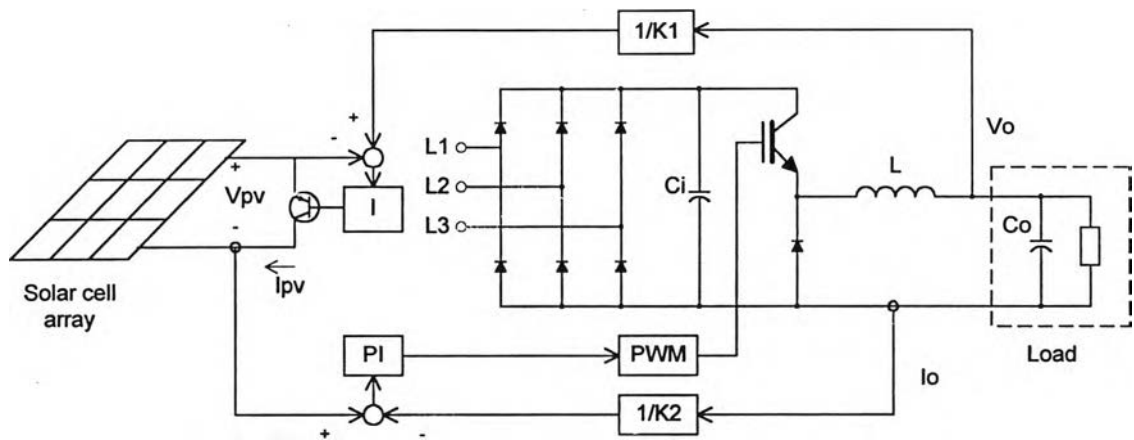 1/K1
+
-
Vo
L1
L
+
Vpv
I
L2
Ci
L3
Co
-
Ipv
Solar cell
array
PI
PWM
Load
Io
1/K2
+
-